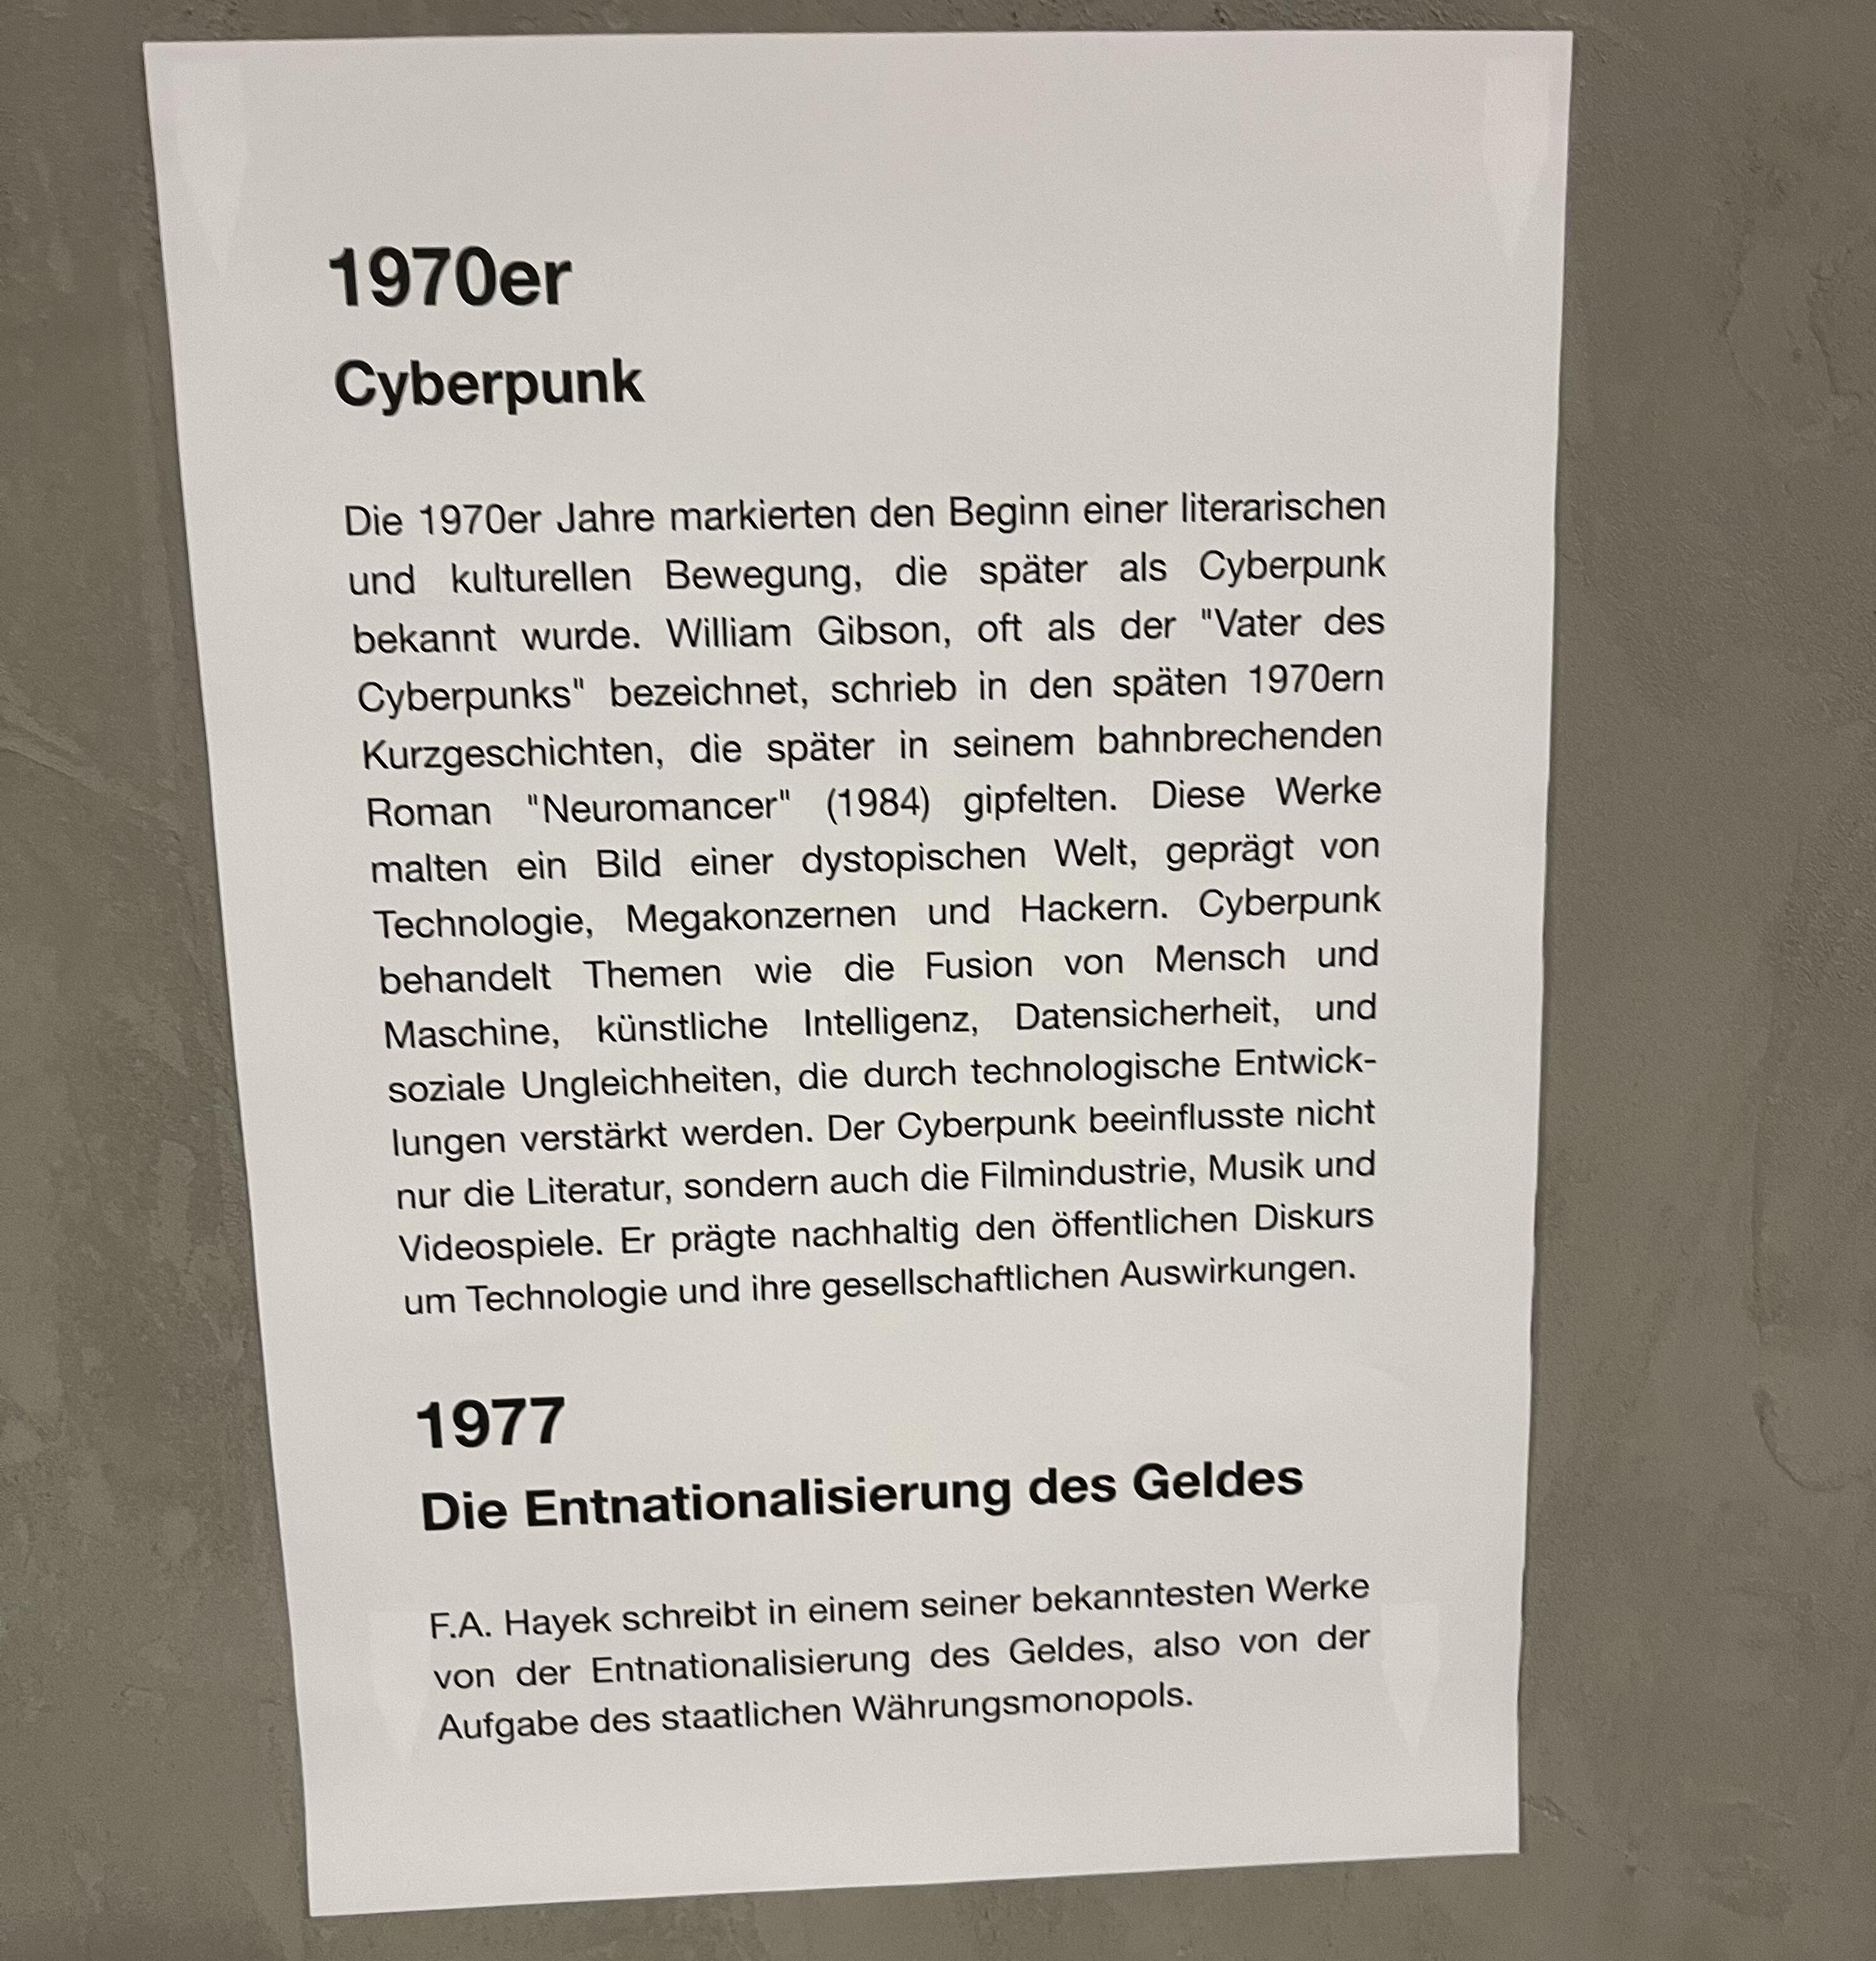 1970er
Cyberpunk
Die 1970er Jahre markierten den Beginn einer literarischen
und kulturellen Bewegung, die später als Cyberpunk
bekannt wurde. William Gibson, oft als der "Vater des
Cyberpunks" bezeichnet, schrieb in den späten 1970ern
Kurzgeschichten, die später in seinem bahnbrechenden
Roman "Neuromancer" (1984) gipfelten. Diese Werke
malten ein Bild einer dystopischen Welt, geprägt von
Technologie, Megakonzernen und Hackern. Cyberpunk
behandelt Themen wie die Fusion von Mensch und
Maschine, künstliche Intelligenz, Datensicherheit, und
soziale Ungleichheiten, die durch technologische Entwick-
lungen verstärkt werden. Der Cyberpunk beeinflusste nicht
nur die Literatur, sondern auch die Filmindustrie, Musik und
Videospiele. Er prägte nachhaltig den öffentlichen Diskurs
um Technologie und ihre gesellschaftlichen Auswirkungen.
1977
Die Entnationalisierung des Geldes
F.A. Hayek schreibt in einem seiner bekanntesten Werke
von der Entnationalisierung des Geldes, also von der
Aufgabe des staatlichen Währungsmonopols.